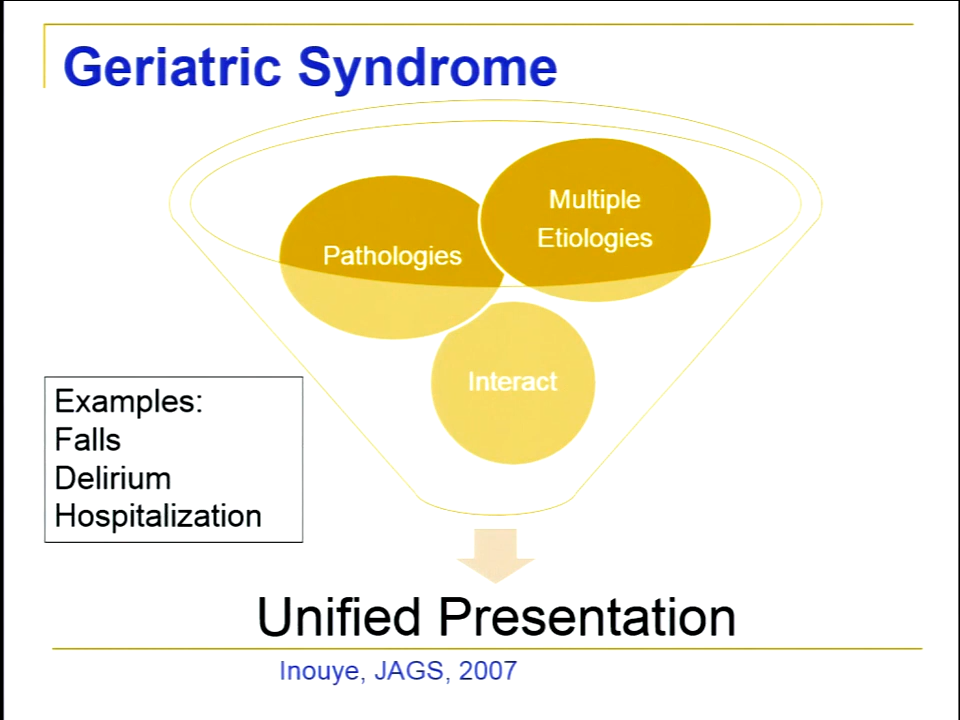 Geriatric Syndrome
Multiple
Etiologies
Pathologies
Interact
Examples:
Falls
Delirium
Hospitalization
Unified Presentation
Inouye, JAGS, 2007